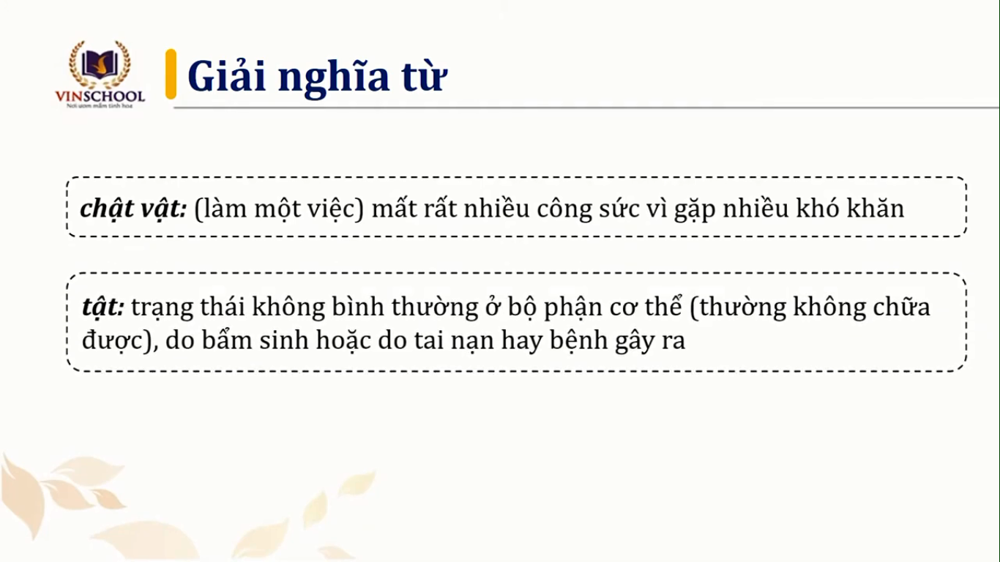 Giải nghĩa từ
VINSCHOOL
Nơi ươm mầm tinh hoa
chật vật: (làm một việc) mất rất nhiều công sức vì gặp nhiều khó khăn
tật: trạng thái không bình thường ở bộ phận cơ thể (thường không chữa
được), do bẩm sinh hoặc do tai nạn hay bệnh gây ra